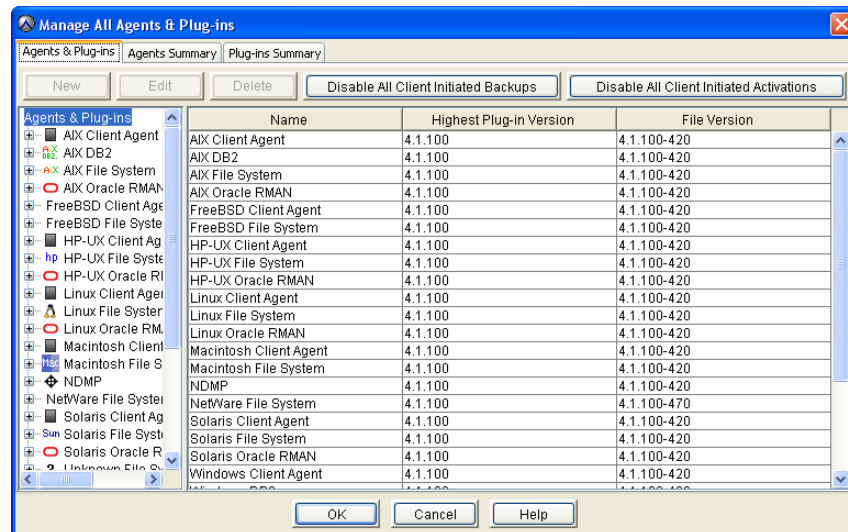 Manage All Agents & Plug-ins
Agents & Plug-ins Agents Summary Plug-ins Summary
New Edit Delete Disable All Client Initiated Backups Disable All Client Initiated Activations
Agents & Plug-ins
AIX Client Agent
AIX DB2. AIX DB2
AIX AIX File System
AIX Oracle RMAN
FreeBSD Client Age
FreeBSD File Syste
HP-UX Client Ag
hp HP-UX File Syste
HP-UX Oracle RI
Linux Client Ager
Linux File Syster
Linux Oracle RM.
Macintosh Client
Mac Macintosh File S
NDMP
NetWare File Syster
Solaris Client Ag
Sun Solaris File Syst
Solaris Oracle R
Name Highest Plug-in Version File Version
AIX Client Agent 4.1.100 4.1.100-420
AIX DB2 4.1.100 4.1.100-420
AIX File System 4.1.100 4.1.100-420
AIX Oracle RMAN 4.1.100 4.1.100-420
FreeBSD Client Agent 4.1.100 4.1.100-420
FreeBSD File System 4.1.100 4.1.100-420
HP-UX Client Agent 4.1.100 4.1.100-420
HP-UX File System 4.1.100 4.1.100-420
HP-UX Oracle RMAN 4.1.100 4.1.100-420
Linux Client Agent 4.1.100 4.1.100-420
Linux File System 4.1.100 4.1.100-420
Linux Oracle RMAN 4.1.100 4.1.100-420
Macintosh Client Agent 4.1.100 4.1.100-420
Macintosh File System 4.1.100 4.1.100-420
NDMP 4.1.100 4.1.100-420
NetWare File System 4.1.100 4.1.100-470
Solaris Client Agent 4.1.100 4.1.100-420
Solaris File System 4.1.100 4.1.100-420
Solaris Oracle RMAN 4.1.100 4.1.100-420
Windows Client Agent 4.1.100 4.1.100-420
OK Cancel Help